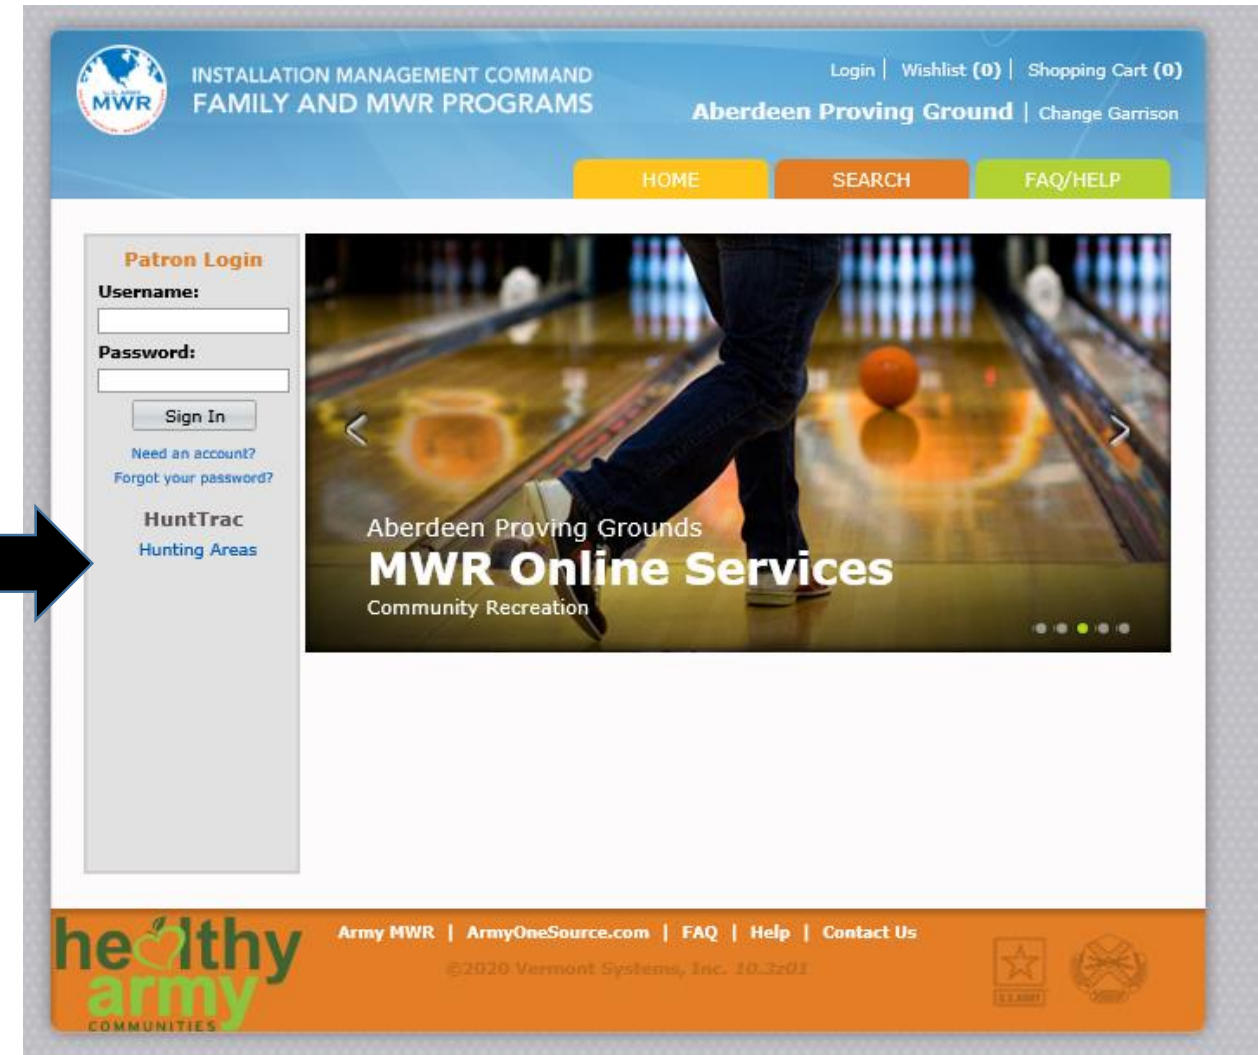 U.S. ARMY
MWR
INSTALLATION MANAGEMENT COMMAND
FAMILY AND MWR PROGRAMS
Login | Wishlist (0) | Shopping Cart (0)
Aberdeen Proving Ground | Change Garrison
HOME SEARCH FAQ/HELP
Patron Login
Username:
Password:
Sign In
Need an account?
Forgot your password?
HuntTrac
Hunting Areas
Aberdeen Proving Grounds
MWR Online Services
Community Recreation
healthy
army
COMMUNITIES
Army MWR | ArmyOneSource.com | FAQ | Help | Contact Us
©2020 Vermont Systems, Inc. 10.3z01
U.S.ARMY